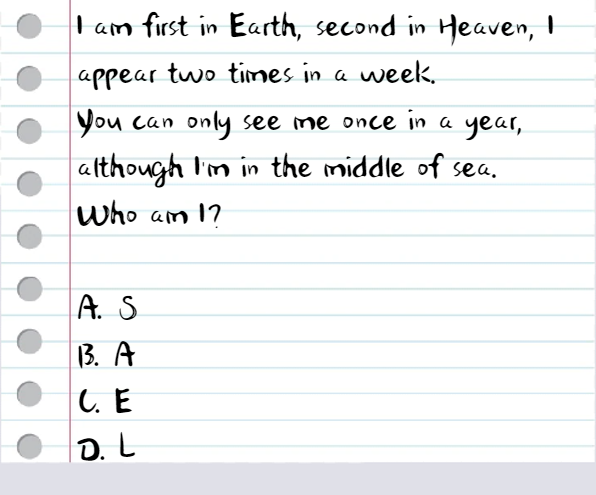 I am first in Earth, second in Heaven, I
appear two times in a week.
You can only see me once in a year,
although I'm in the middle of sea.
Who am I?
A. S
B. A
C. E
D. L